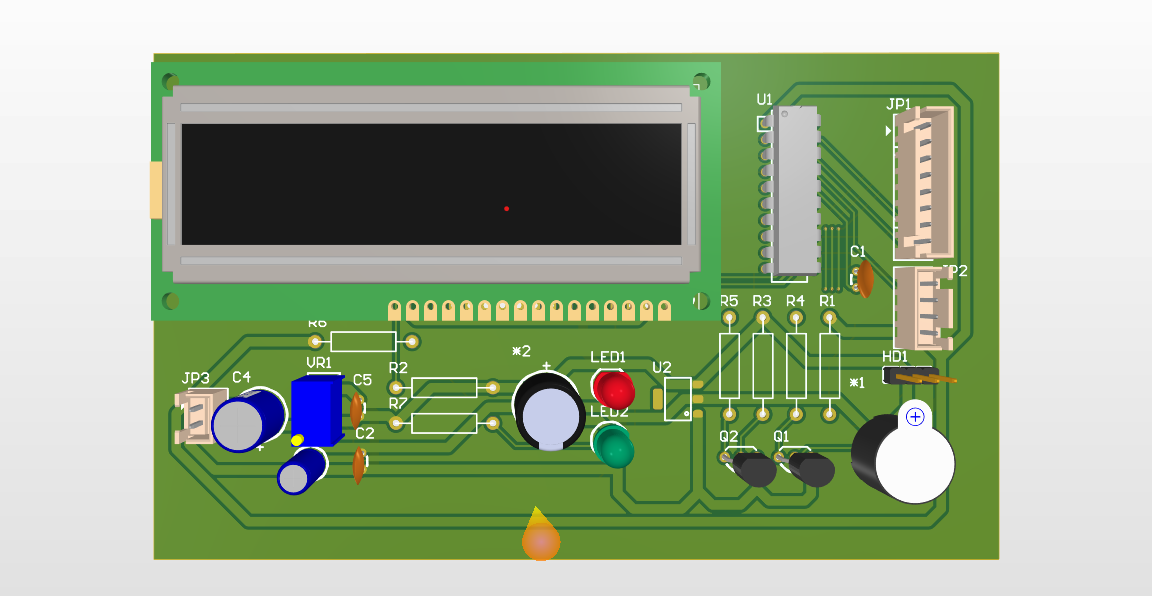 U1
JP1
C1
P2
R5 R3 R4 R1
R6
*2
LED1
U2
HD1
VR1
JP3 C4
C5
R2
*1
R7
LED2
C2
Q2 Q1
+
+